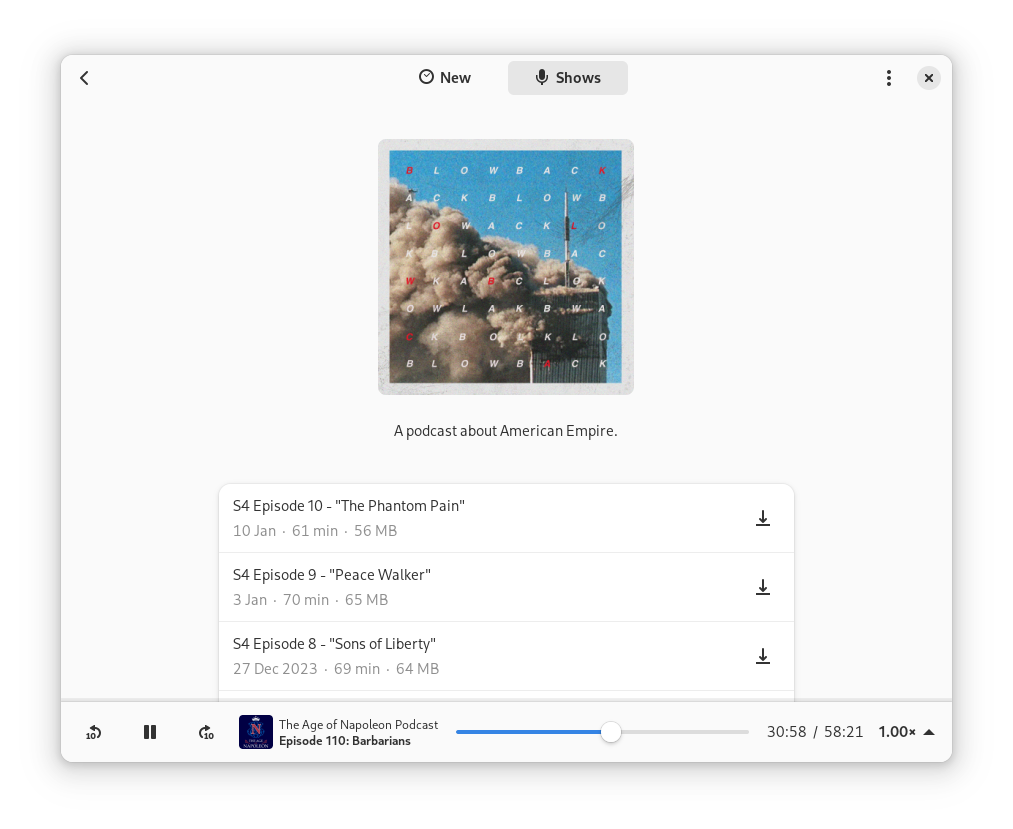 New
Shows
B L O W B A C K
A C K B L O W B
O W A C K L O
K B L O W B A C
W K A B C L O K
O W L A K B W A
C K B O L K L O
B L O W B A C K
A podcast about American Empire.
S4 Episode 10 - "The Phantom Pain"
10 Jan · 61 min · 56 MB
S4 Episode 9 - "Peace Walker"
3 Jan · 70 min · 65 MB
S4 Episode 8 - "Sons of Liberty"
27 Dec 2023 · 69 min · 64 MB
10
10
N
THE AGE
NAPOLEON
The Age of Napoleon Podcast
Episode 110: Barbarians
30:58 / 58:21
1.00×